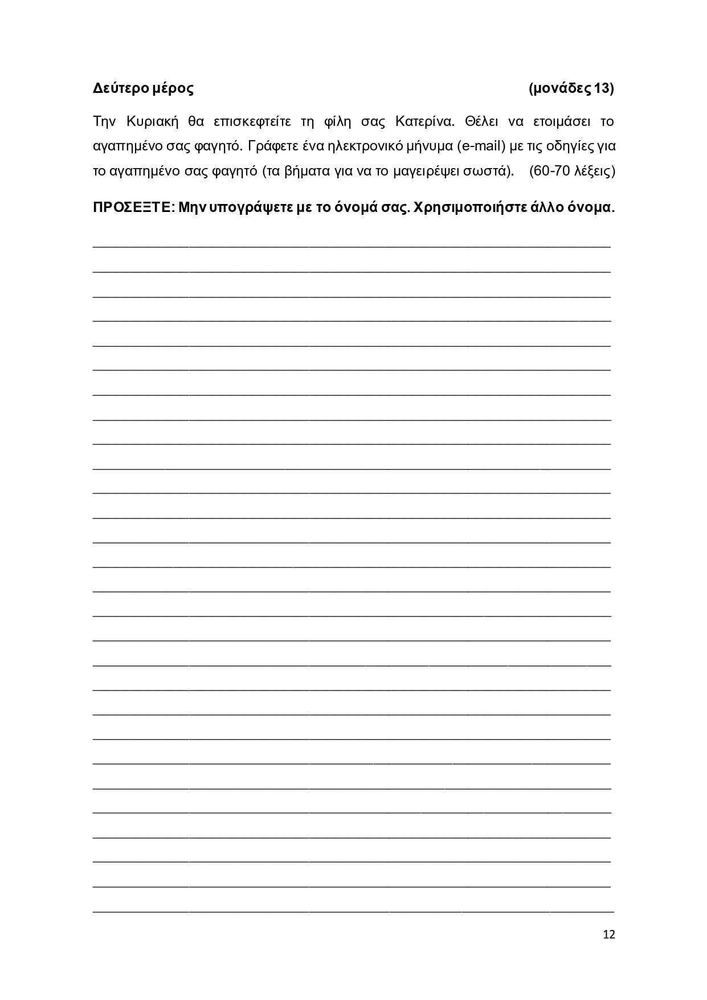 Δεύτερο μέρος (μονάδες 13)
Την Κυριακή θα επισκεφτείτε τη φίλη σας Κατερίνα. Θέλει να ετοιμάσει το
αγαπημένο σας φαγητό. Γράφετε ένα ηλεκτρονικό μήνυμα (e-mail) με τις οδηγίες για
το αγαπημένο σας φαγητό (τα βήματα για να το μαγειρέψει σωστά). (60-70 λέξεις)
ΠΡΟΣΕΞΤΕ: Μην υπογράψετε με το όνομά σας. Χρησιμοποιήστε άλλο όνομα.
12